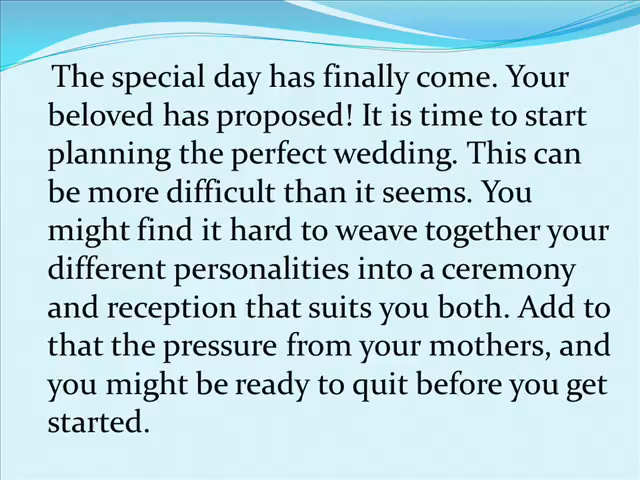 The special day has finally come. Your
beloved has proposed! It is time to start
planning the perfect wedding. This can
be more difficult than it seems. You
might find it hard to weave together your
different personalities into a ceremony
and reception that suits you both. Add to
that the pressure from your mothers, and
you might be ready to quit before you get
started.